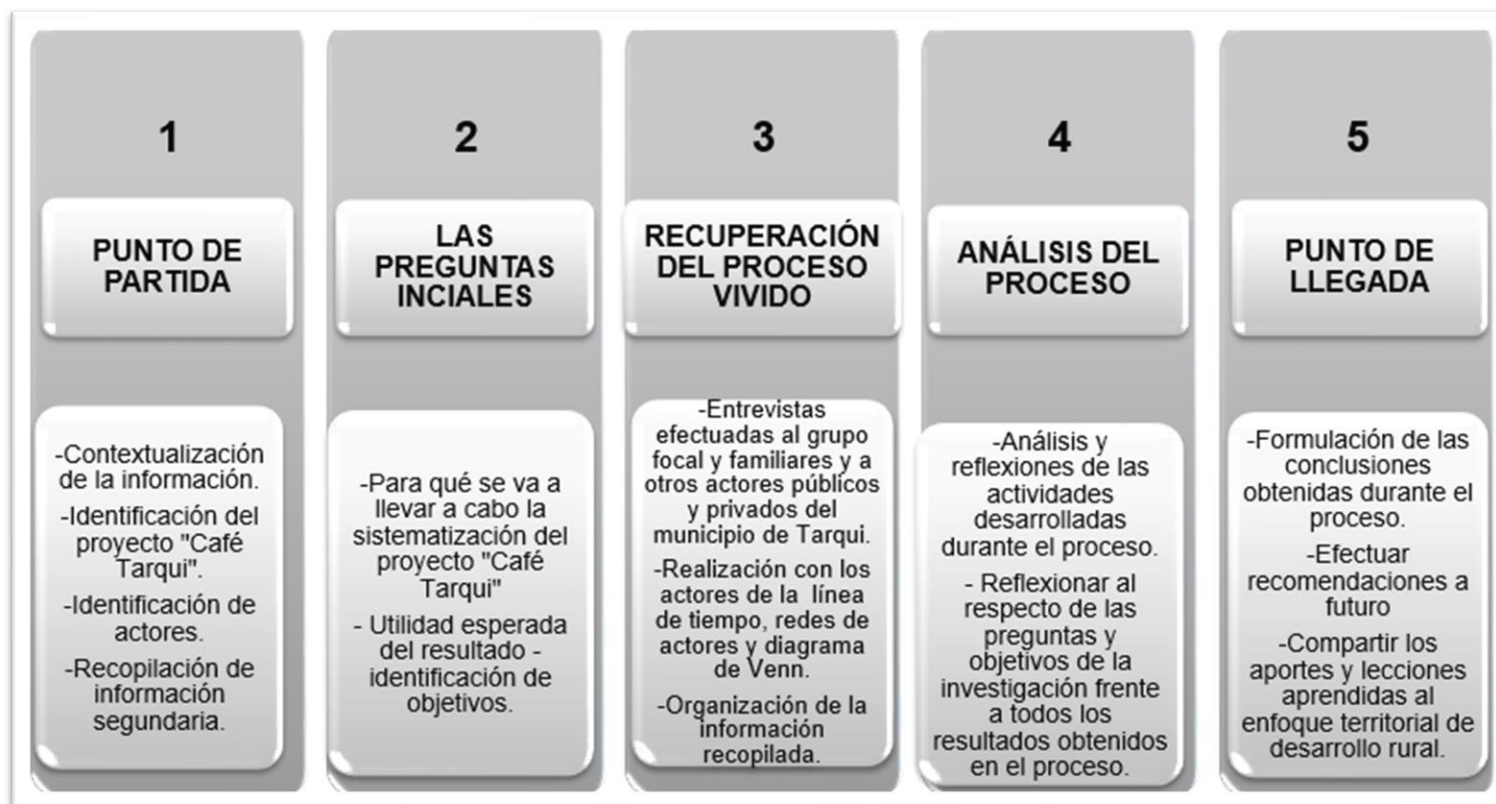 1
PUNTO DE
PARTIDA
-Contextualización
de la información.
-Identificación del
proyecto "Café
Tarqui".
-Identificación de
actores.
-Recopilación de
información
segundaria.
2
LAS
PREGUNTAS
INCIALES
-Para qué se va a
llevar a cabo la
sistematización del
proyecto "Café
Tarqui"
- Utilidad esperada
del resultado -
identificación de
objetivos.
3
RECUPERACIÓN
DEL PROCESO
VIVIDO
-Entrevistas
efectuadas al grupo
focal y familiares y a
otros actores públicos
y privados del
municipio de Tarqui.
-Realización con los
actores de la línea
de tiempo, redes de
actores y diagrama
de Venn.
-Organización de la
información
recopilada.
4
ANÁLISIS DEL
PROCESO
-Análisis y
reflexiones de las
actividades
desarrolladas
durante el proceso.
- Reflexionar al
respecto de las
preguntas y
objetivos de la
investigación frente
a todos los
resultados obtenidos
en el proceso.
5
PUNTO DE
LLEGADA
-Formulación de las
conclusiones
obtenidas durante el
proceso.
-Efectuar
recomendaciones a
futuro
-Compartir los
aportes y lecciones
aprendidas al
enfoque territorial de
desarrollo rural.